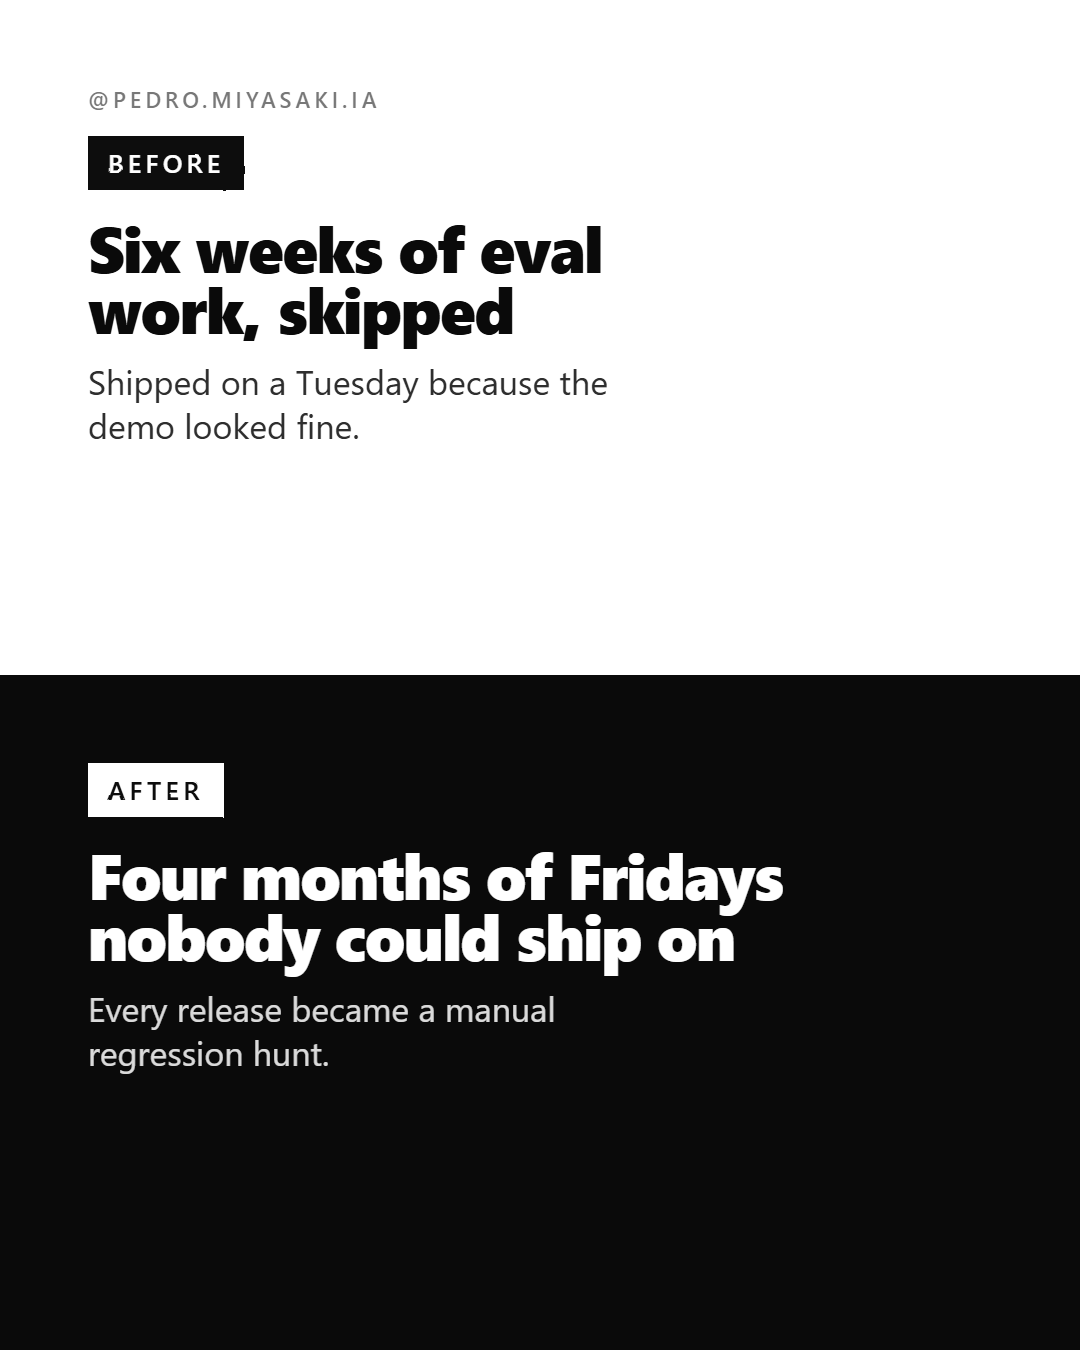 @PEDRO.MIYASAKI.IA
BEFORE
Six weeks of eval
work, skipped
Shipped on a Tuesday because the
demo looked fine.
AFTER
Four months of Fridays
nobody could ship on
Every release became a manual
regression hunt.